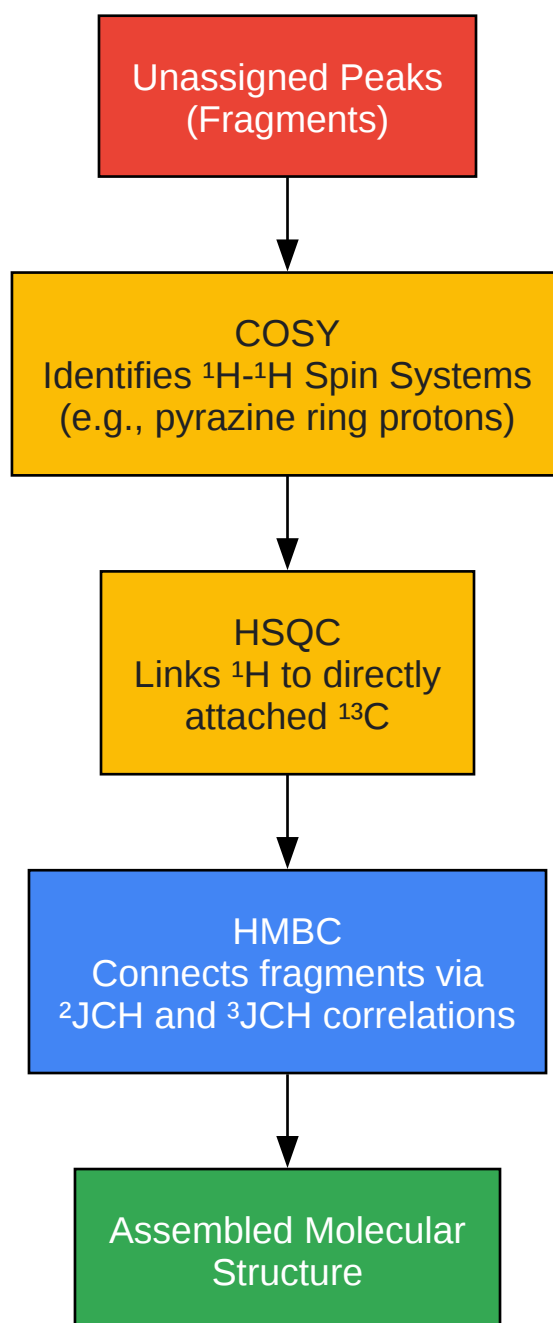 Unassigned Peaks
(Fragments)
COSY
Identifies ¹H-¹H Spin Systems
(e.g., pyrazine ring protons)
HSQC
Links ¹H to directly
attached ¹³C
HMBC
Connects fragments via
²JCH and ³JCH correlations
Assembled Molecular
Structure